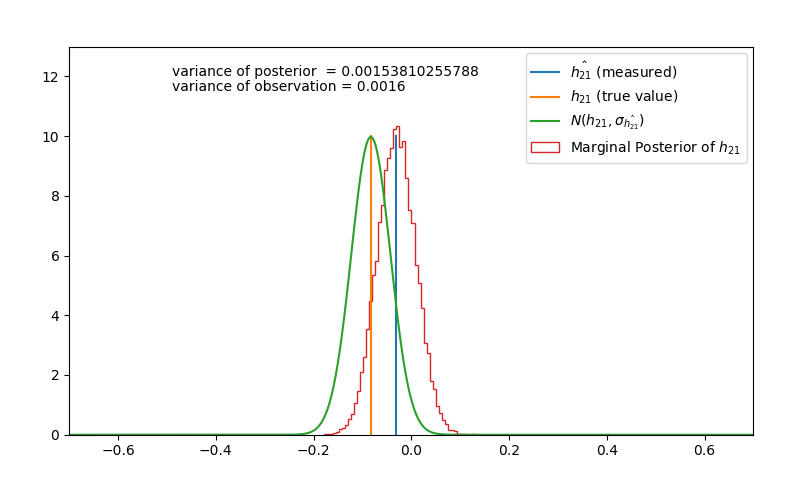 variance of posterior = 0.00153810255788
variance of observation = 0.0016
ĥ₂₁ (measured)
h₂₁ (true value)
N(h₂₁, σ_ĥ₂₁)
Marginal Posterior of h₂₁
12
10
8
6
4
2
0
−0.6
−0.4
−0.2
0.0
0.2
0.4
0.6